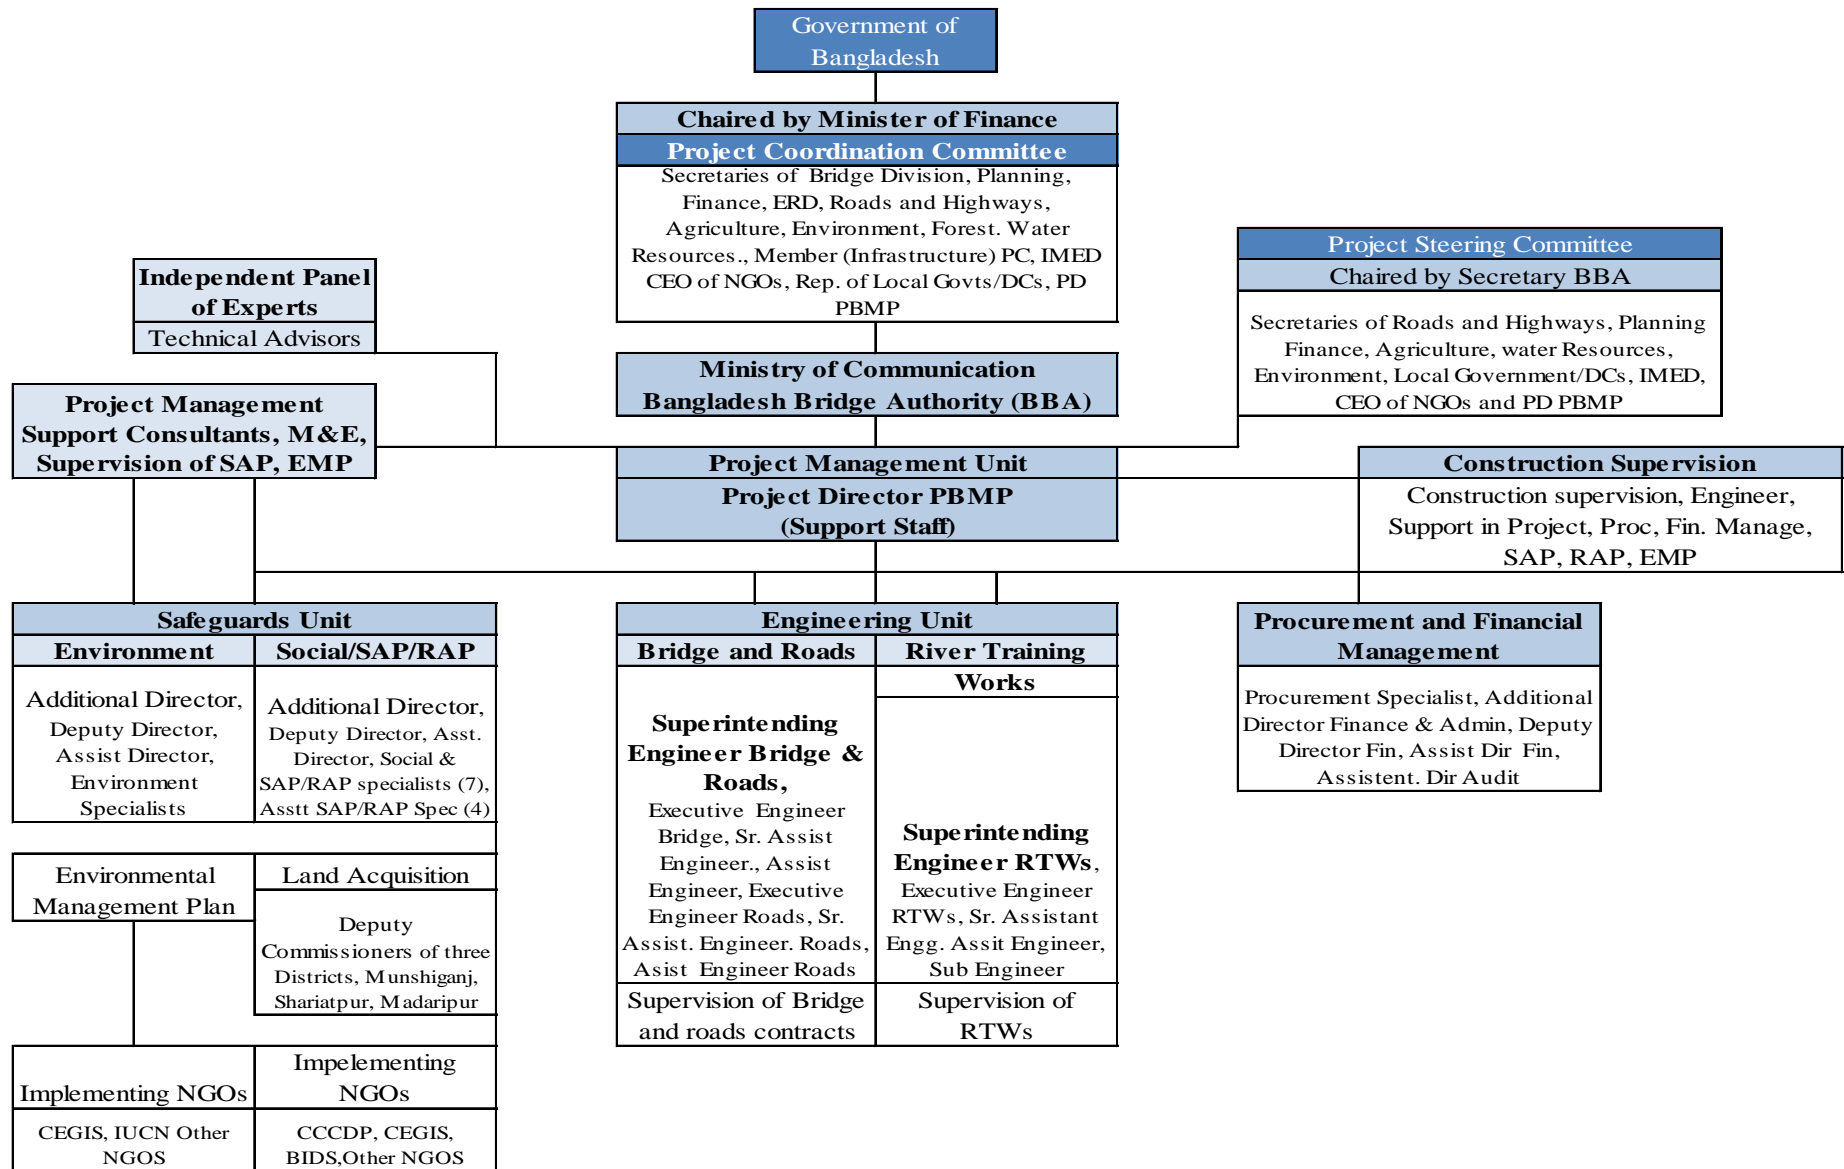 Government of
Bangladesh
Chaired by Minister of Finance
Project Coordination Committee
Secretaries of Bridge Division, Planning,
Finance, ERD, Roads and Highways,
Agriculture, Environment, Forest. Water
Resources., Member (Infrastructure) PC, IMED
CEO of NGOs, Rep. of Local Govts/DCs, PD
PBMP
Project Steering Committee
Chaired by Secretary BBA
Secretaries of Roads and Highways, Planning
Finance, Agriculture, water Resources,
Environment, Local Government/DCs, IMED,
CEO of NGOs and PD PBMP
Independent Panel
of Experts
Technical Advisors
Ministry of Communication
Bangladesh Bridge Authority (BBA)
Project Management
Support Consultants, M&E,
Supervision of SAP, EMP
Project Management Unit
Project Director PBMP
(Support Staff)
Construction Supervision
Construction supervision, Engineer,
Support in Project, Proc, Fin. Manage,
SAP, RAP, EMP
Safeguards Unit
Environment
Social/SAP/RAP
Additional Director,
Deputy Director,
Assist Director,
Environment
Specialists
Additional Director,
Deputy Director, Asst.
Director, Social &
SAP/RAP specialists (7),
Asstt SAP/RAP Spec (4)
Environmental
Management Plan
Land Acquisition
Deputy
Commissioners of three
Districts, Munshiganj,
Shariatpur, Madaripur
Implementing NGOs
CEGIS, IUCN Other
NGOS
Impelementing
NGOs
CCCDP, CEGIS,
BIDS,Other NGOS
Engineering Unit
Bridge and Roads
River Training
Works
Superintending
Engineer Bridge &
Roads,
Executive Engineer
Bridge, Sr. Assist
Engineer., Assist
Engineer, Executive
Engineer Roads, Sr.
Assist. Engineer. Roads,
Asist Engineer Roads
Supervision of Bridge
and roads contracts
Superintending
Engineer RTWs,
Executive Engineer
RTWs, Sr. Assistant
Engg. Assit Engineer,
Sub Engineer
Supervision of
RTWs
Procurement and Financial
Management
Procurement Specialist, Additional
Director Finance & Admin, Deputy
Director Fin, Assist Dir Fin,
Assistent. Dir Audit